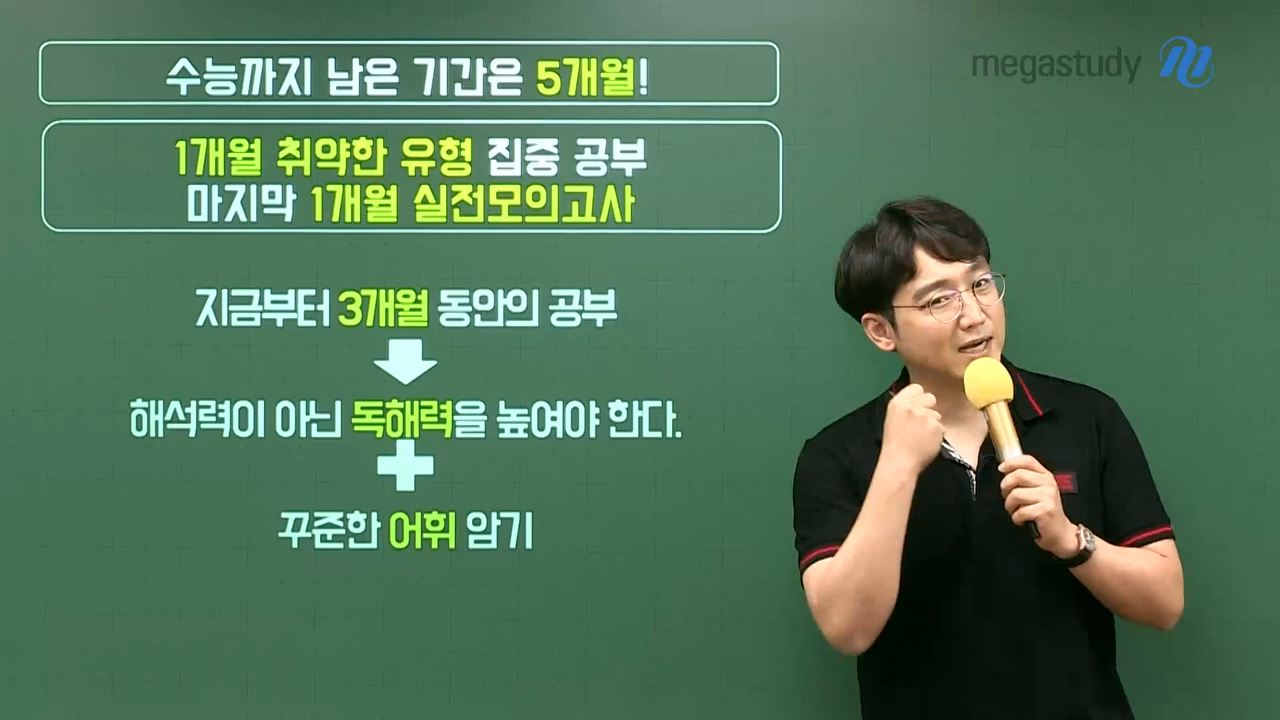 수능까지 남은 기간은 5개월!
megastudy
1개월 취약한 유형 집중 공부
마지막 1개월 실전모의고사
지금부터 3개월 동안의 공부
해석력이 아닌 독해력을 높여야 한다.
꾸준한 어휘 암기